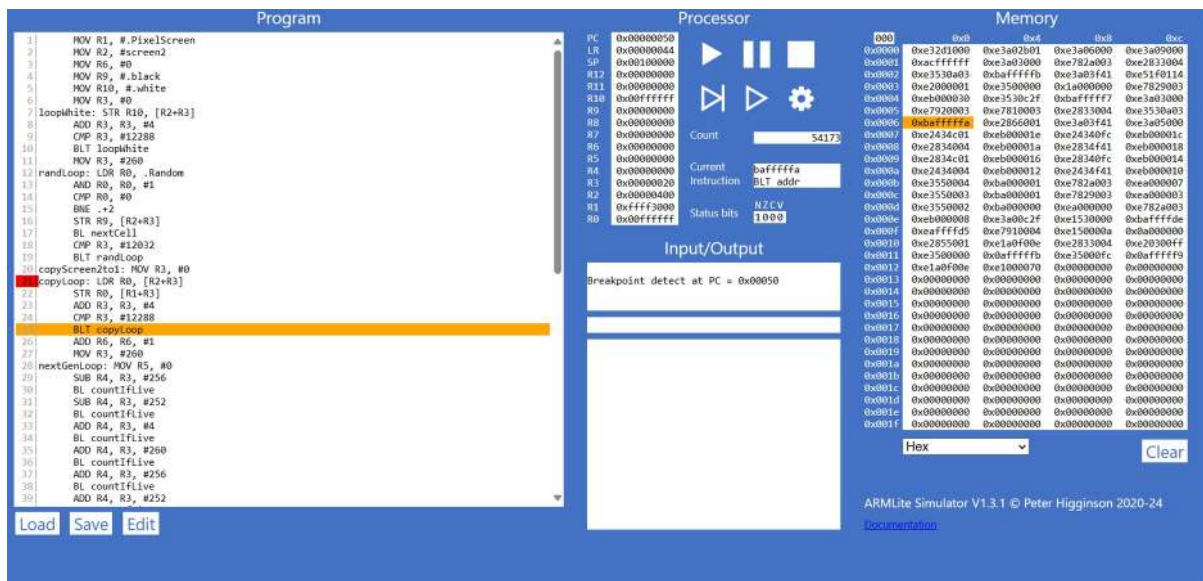 Program
1 MOV R1, #.PixelScreen
2 MOV R2, #screen2
3 MOV R6, #0
4 MOV R9, #.black
5 MOV R10, #.white
6 MOV R3, #0
7 loopWhite: STR R10, [R2+R3]
8 ADD R3, R3, #4
9 CMP R3, #12288
10 BLT loopWhite
11 MOV R3, #260
12 randLoop: LDR R0, .Random
13 AND R0, R0, #1
14 CMP R0, #0
15 BNE .+2
16 STR R9, [R2+R3]
17 BL nextCell
18 CMP R3, #12032
19 BLT randLoop
20 copyScreen2to1: MOV R3, #0
21 copyLoop: LDR R0, [R2+R3]
22 STR R0, [R1+R3]
23 ADD R3, R3, #4
24 CMP R3, #12288
BLT copyLoop
26 ADD R6, R6, #1
27 MOV R3, #260
28 nextGenLoop: MOV R5, #0
29 SUB R4, R3, #256
30 BL countIfLive
31 SUB R4, R3, #252
32 BL countIfLive
33 ADD R4, R3, #4
34 BL countIfLive
35 ADD R4, R3, #260
36 BL countIfLive
37 ADD R4, R3, #256
38 BL countIfLive
39 ADD R4, R3, #252
Load Save Edit
Processor
PC 0x00000050
LR 0x00000044
SP 0x00100000
R12 0x00000000
R11 0x00000000
R10 0x00ffffff
R9 0x00000000
R8 0x00000000
R7 0x00000000
R6 0x00000000
R5 0x00000000
R4 0x00000000
R3 0x00000020
R2 0x00000400
R1 0xffff3000
R0 0x00ffffff
Count 54173
Current Instruction
bafffffa
BLT addr
Status bits
NZCV
1000
Input/Output
Breakpoint detect at PC = 0x00050
Memory
000 0x0 0x4 0x8 0xc
0x0000 0xe32d1000 0xe3a02b01 0xe3a06000 0xe3a09000
0x0001 0xacffffff 0xe3a03000 0xe782a003 0xe2833004
0x0002 0xe3530a03 0xbafffffb 0xe3a03f41 0xe51f0114
0x0003 0xe2000001 0xe3500000 0x1a000000 0xe7829003
0x0004 0xeb000030 0xe3530c2f 0xbafffff7 0xe3a03000
0x0005 0xe7920003 0xe7810003 0xe2833004 0xe3530a03
0x0006 0xbafffffa 0xe2866001 0xe3a03f41 0xe3a05000
0x0007 0xe2434c01 0xeb00001e 0xe24340fc 0xeb00001c
0x0008 0xe2834004 0xeb00001a 0xe2834f41 0xeb000018
0x0009 0xe2834c01 0xeb000016 0xe28340fc 0xeb000014
0x000a 0xe2434004 0xeb000012 0xe2434f41 0xeb000010
0x000b 0xe3550004 0xba000001 0xe782a003 0xea000007
0x000c 0xe3550003 0xba000001 0xe7829003 0xea000003
0x000d 0xe3550002 0xba000000 0xea000000 0xe782a003
0x000e 0xeb000008 0xe3a00c2f 0xe1530000 0xbaffffde
0x000f 0xeaffffd5 0xe7910004 0xe150000a 0x0a000000
0x0010 0xe2855001 0xe1a0f00e 0xe2833004 0xe20300ff
0x0011 0xe3500000 0x0afffffb 0xe35000fc 0x0afffff9
0x0012 0xe1a0f00e 0xe1000070 0x00000000 0x00000000
0x0013 0x00000000 0x00000000 0x00000000 0x00000000
0x0014 0x00000000 0x00000000 0x00000000 0x00000000
0x0015 0x00000000 0x00000000 0x00000000 0x00000000
0x0016 0x00000000 0x00000000 0x00000000 0x00000000
0x0017 0x00000000 0x00000000 0x00000000 0x00000000
0x0018 0x00000000 0x00000000 0x00000000 0x00000000
0x0019 0x00000000 0x00000000 0x00000000 0x00000000
0x001a 0x00000000 0x00000000 0x00000000 0x00000000
0x001b 0x00000000 0x00000000 0x00000000 0x00000000
0x001c 0x00000000 0x00000000 0x00000000 0x00000000
0x001d 0x00000000 0x00000000 0x00000000 0x00000000
0x001e 0x00000000 0x00000000 0x00000000 0x00000000
0x001f 0x00000000 0x00000000 0x00000000 0x00000000
Hex
Clear
ARMLite Simulator V1.3.1 © Peter Higginson 2020-24
Documentation